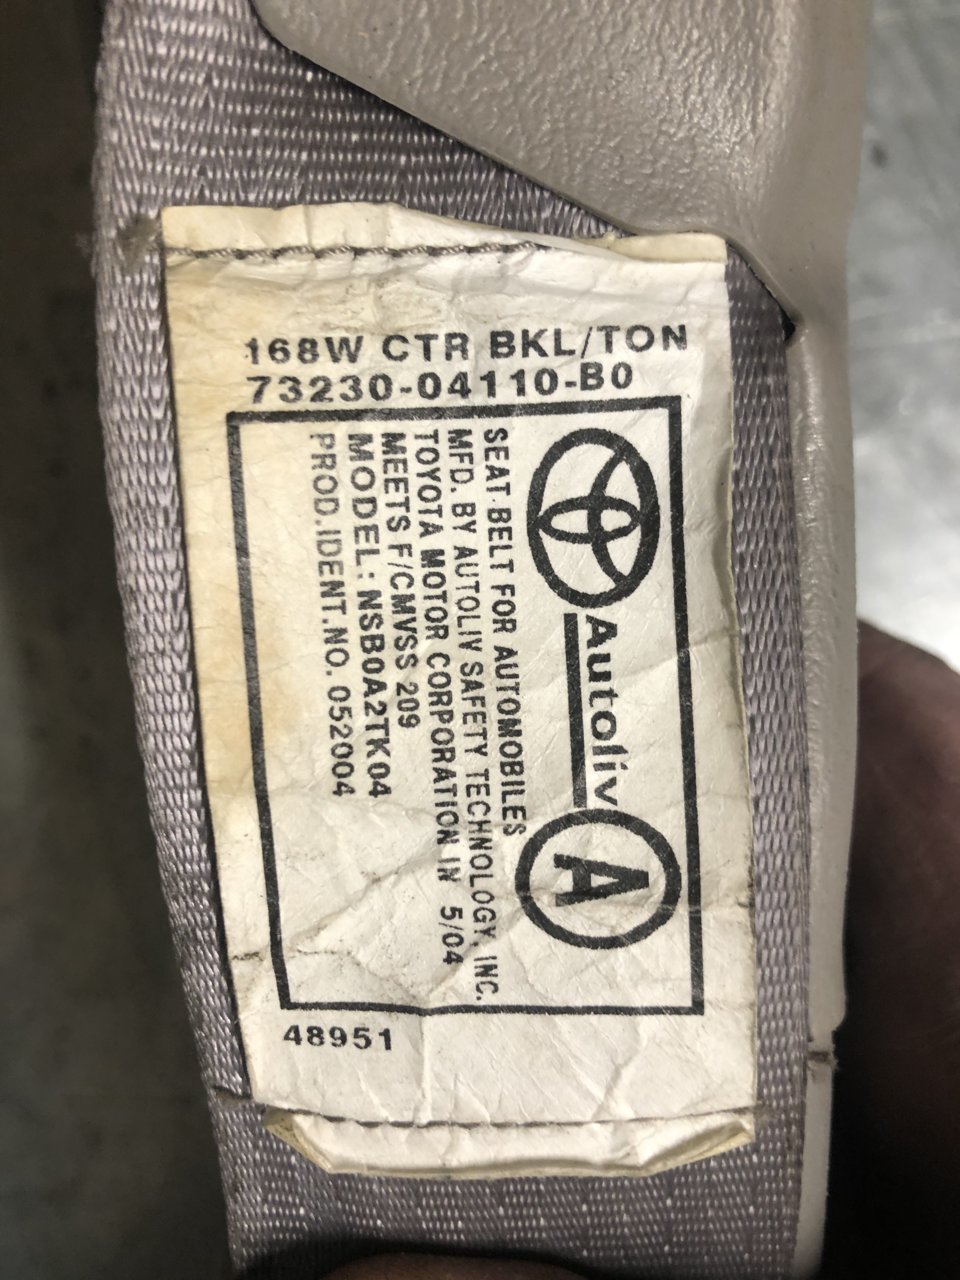 168W CTR BKL/TON
73230-04110-B0
Autoliv A
SEAT BELT FOR AUTOMOBILES
MFD. BY AUTOLIV SAFETY TECHNOLOGY, INC.
TOYOTA MOTOR CORPORATION IN 5/04
MEETS F/CMVSS 209
MODEL: NSB0A2TK04
PROD.IDENT.NO. 052004
48951